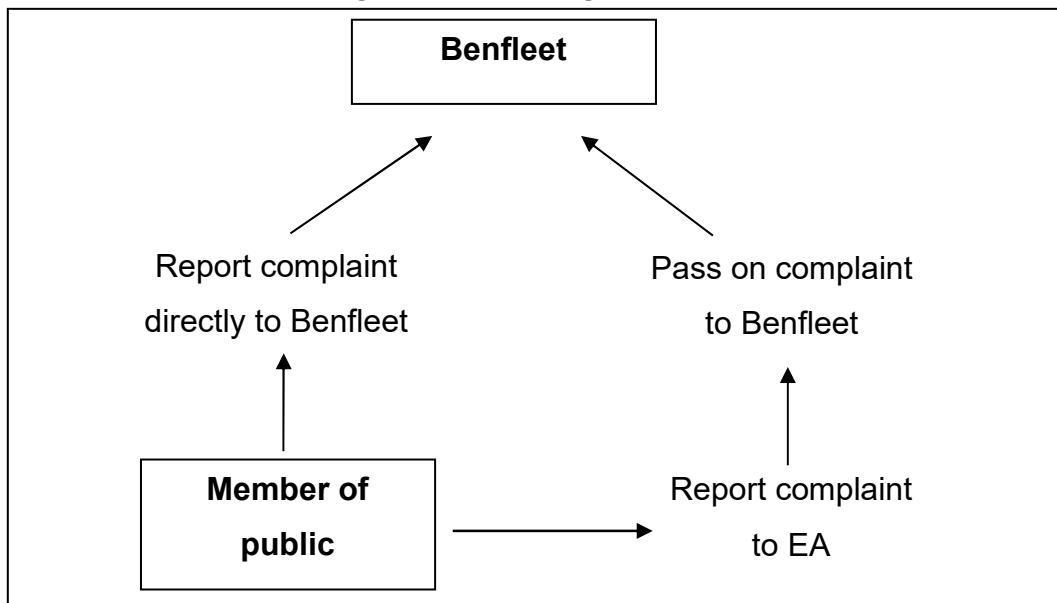 Benfleet
Report complaint
directly to Benfleet
Pass on complaint
to Benfleet
Member of
public
Report complaint
to EA